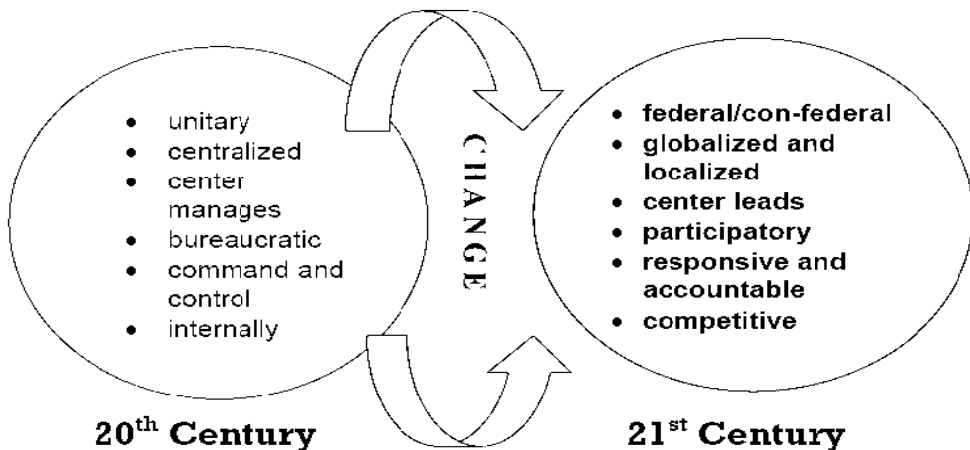 • unitary
• centralized
• center
manages
• bureaucratic
• command and
control
• internally
CHANGE
• federal/con-federal
• globalized and
localized
• center leads
• participatory
• responsive and
accountable
• competitive
20th Century
21st Century